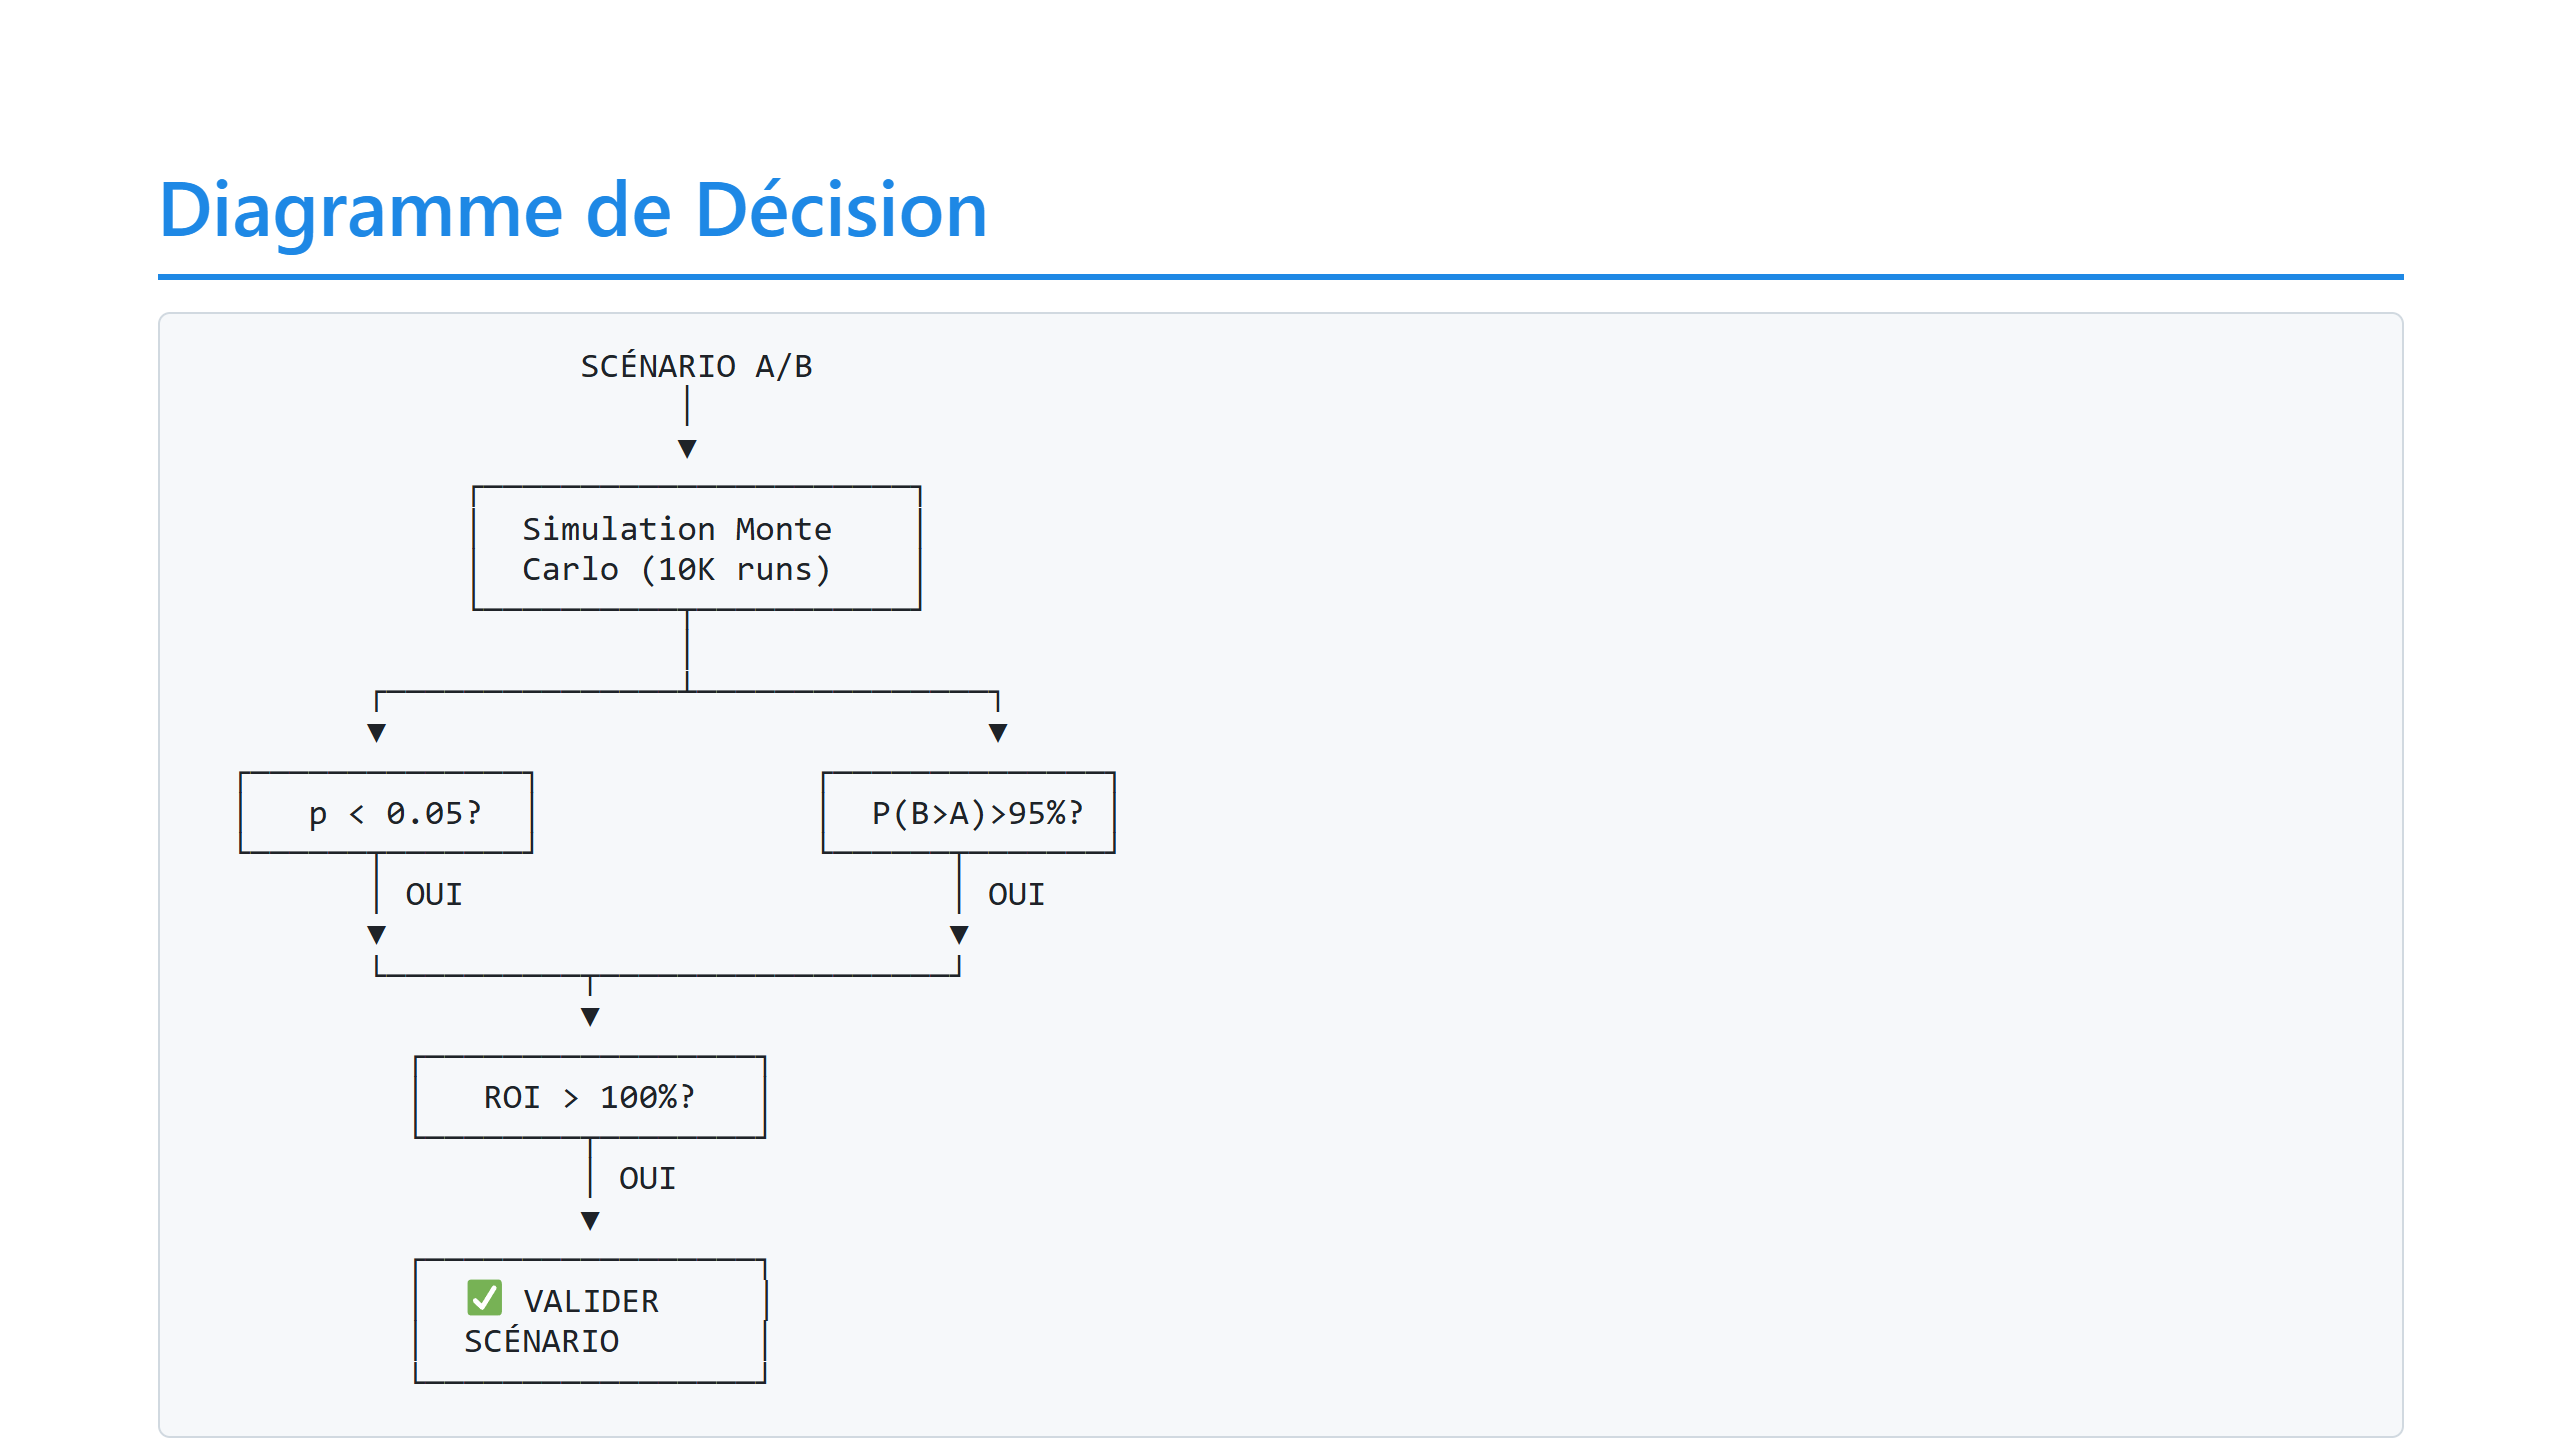 Diagramme de Décision
SCÉNARIO A/B
Simulation Monte
Carlo (10K runs)
p < 0.05?
P(B>A)>95%?
OUI
OUI
ROI > 100%?
OUI
✅ VALIDER
SCÉNARIO